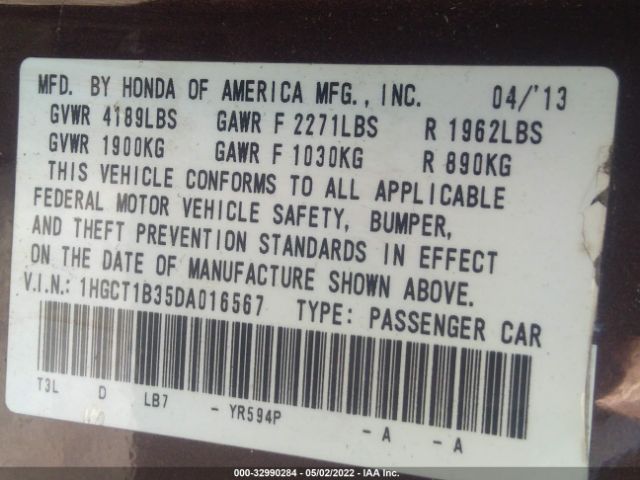 MFD. BY HONDA OF AMERICA MFG., INC. 04/'13
GVWR 4189LBS GAWR F 2271LBS R 1962LBS
GVWR 1900KG GAWR F 1030KG R 890KG
THIS VEHICLE CONFORMS TO ALL APPLICABLE
FEDERAL MOTOR VEHICLE SAFETY, BUMPER,
AND THEFT PREVENTION STANDARDS IN EFFECT
ON THE DATE OF MANUFACTURE SHOWN ABOVE.
V.I.N.: 1HGCT1B35DA016567 TYPE: PASSENGER CAR
T3L D LB7 - YR594P - A - A
000-32990284 - 05/02/2022 - IAA Inc.